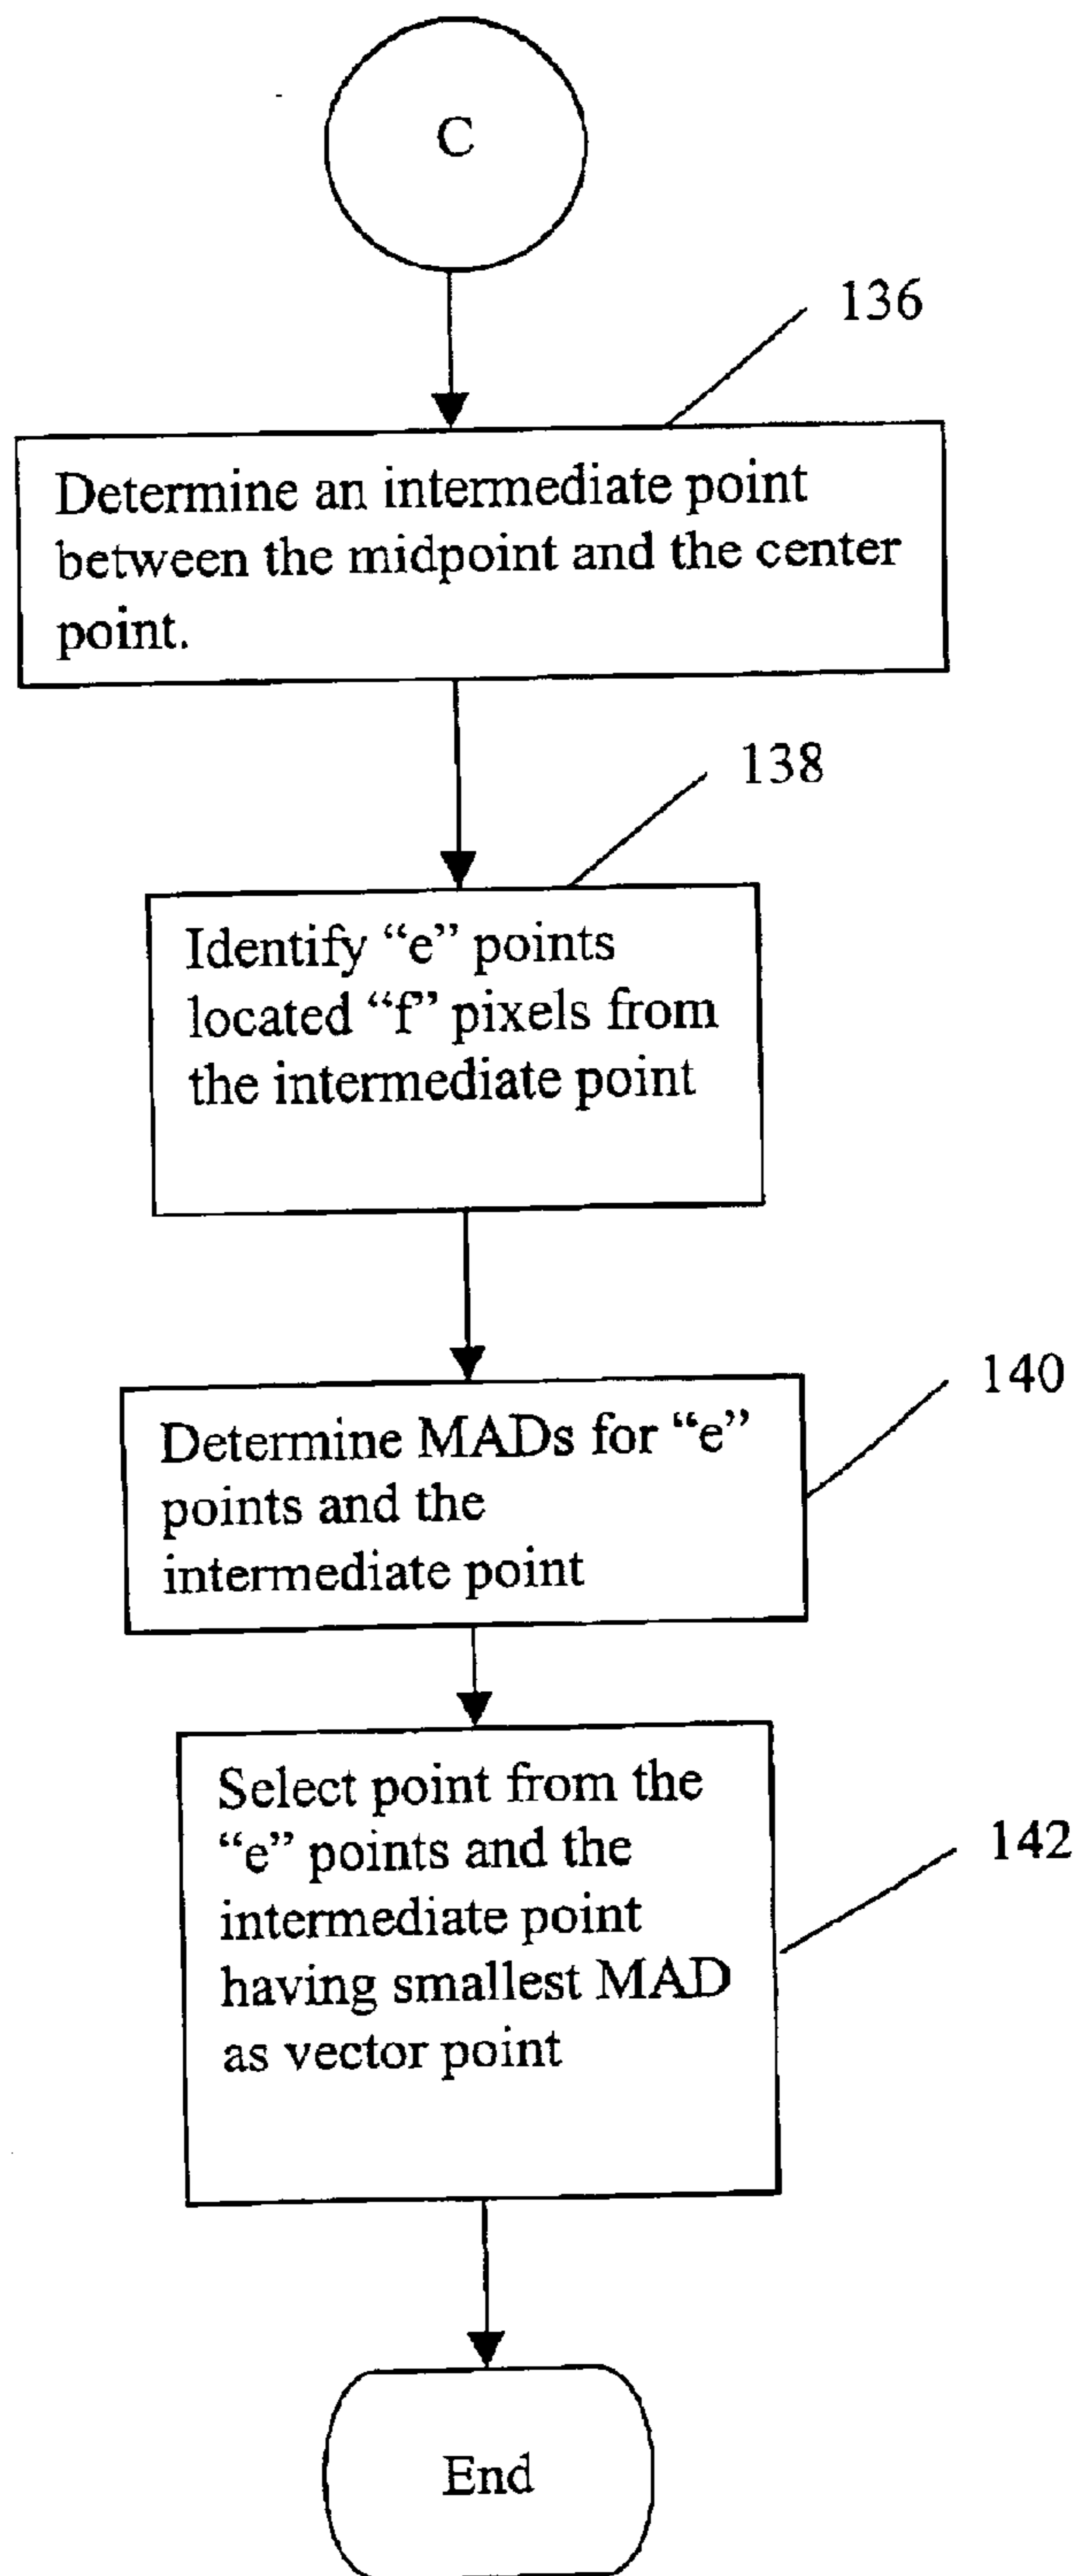 C
136
Determine an intermediate point
between the midpoint and the center
point.
138
Identify “e” points
located “f” pixels from
the intermediate point
140
Determine MADs for “e”
points and the
intermediate point
Select point from the
“e” points and the
intermediate point
having smallest MAD
as vector point
142
End